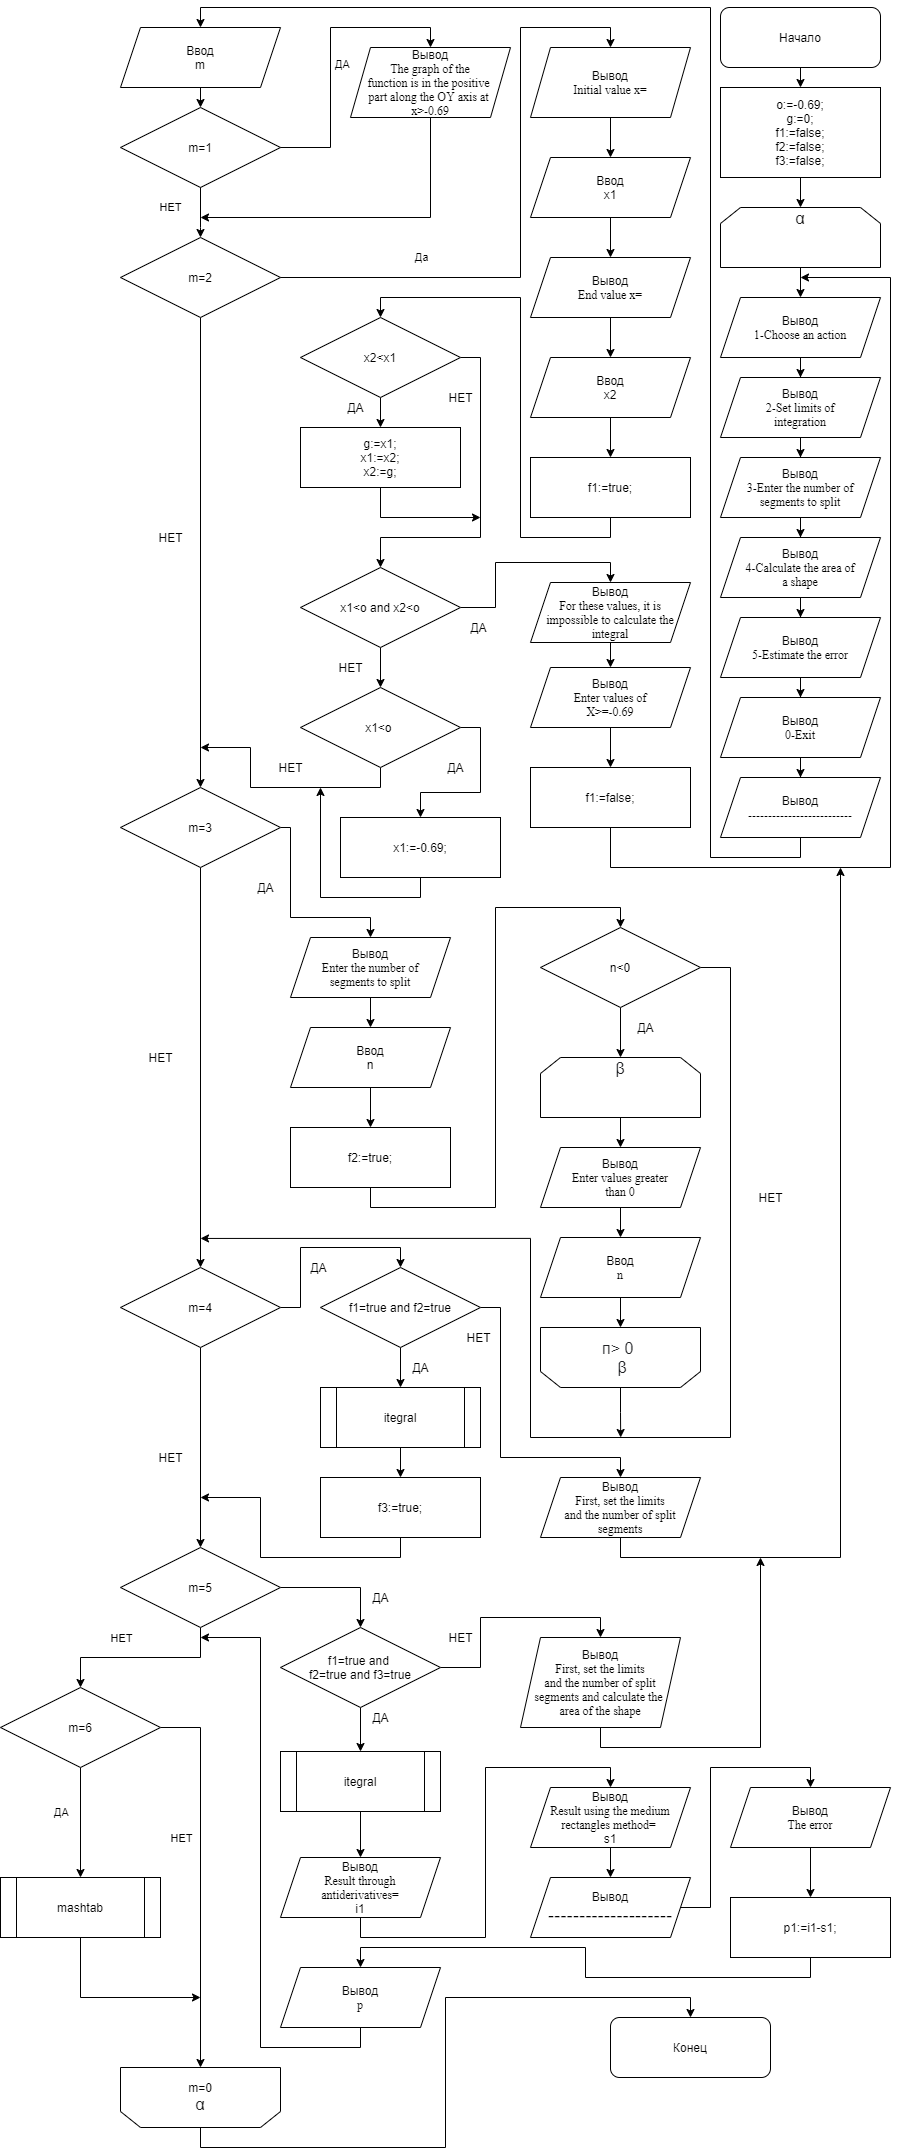 Начало
o:=-0.69;
g:=0;
f1:=false;
f2:=false;
f3:=false;
α
Вывод
1-Choose an action
Вывод
2-Set limits of
integration
Вывод
3-Enter the number of
segments to split
Вывод
4-Calculate the area of
a shape
Вывод
5-Estimate the error
Вывод
0-Exit
Вывод
--------------------------
Ввод
m
m=1
ДА
Вывод
The graph of the
function is in the positive
part along the OY axis at
x>-0.69
НЕТ
m=2
Да
Вывод
Initial value x=
Ввод
x1
Вывод
End value x=
Ввод
x2
f1:=true;
x2<x1
ДА
НЕТ
g:=x1;
x1:=x2;
x2:=g;
НЕТ
x1<o and x2<o
ДА
Вывод
For these values, it is
impossible to calculate the
integral
Вывод
Enter values of
X>=-0.69
f1:=false;
НЕТ
x1<o
НЕТ
ДА
x1:=-0.69;
m=3
ДА
Вывод
Enter the number of
segments to split
Ввод
n
f2:=true;
n<0
ДА
β
Вывод
Enter values greater
than 0
Ввод
n
n> 0
β
НЕТ
НЕТ
m=4
ДА
f1=true and f2=true
НЕТ
ДА
itegral
f3:=true;
Вывод
First, set the limits
and the number of split
segments
НЕТ
m=5
ДА
f1=true and
f2=true and f3=true
НЕТ
Вывод
First, set the limits
and the number of split
segments and calculate the
area of the shape
ДА
itegral
Вывод
Result through
antiderivatives=
i1
Вывод
Result using the medium
rectangles method=
s1
Вывод
---------------------
Вывод
The error
p1:=i1-s1;
Вывод
p
НЕТ
m=6
ДА
НЕТ
mashtab
m=0
α
Конец